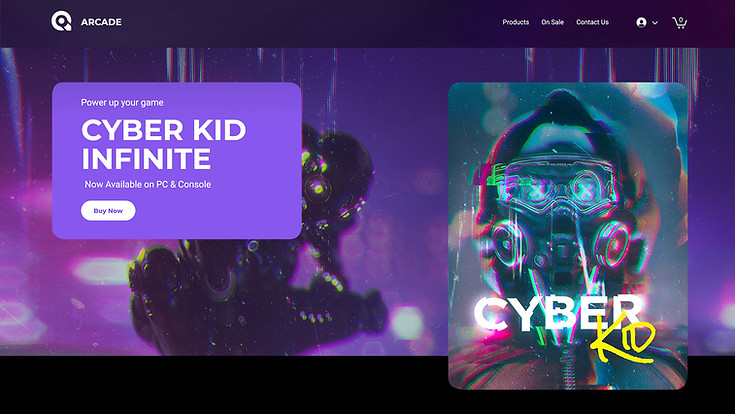 ARCADE
Products On Sale Contact Us
0
Power up your game
CYBER KID
INFINITE
Now Available on PC & Console
Buy Now
X X
CYBER
KID